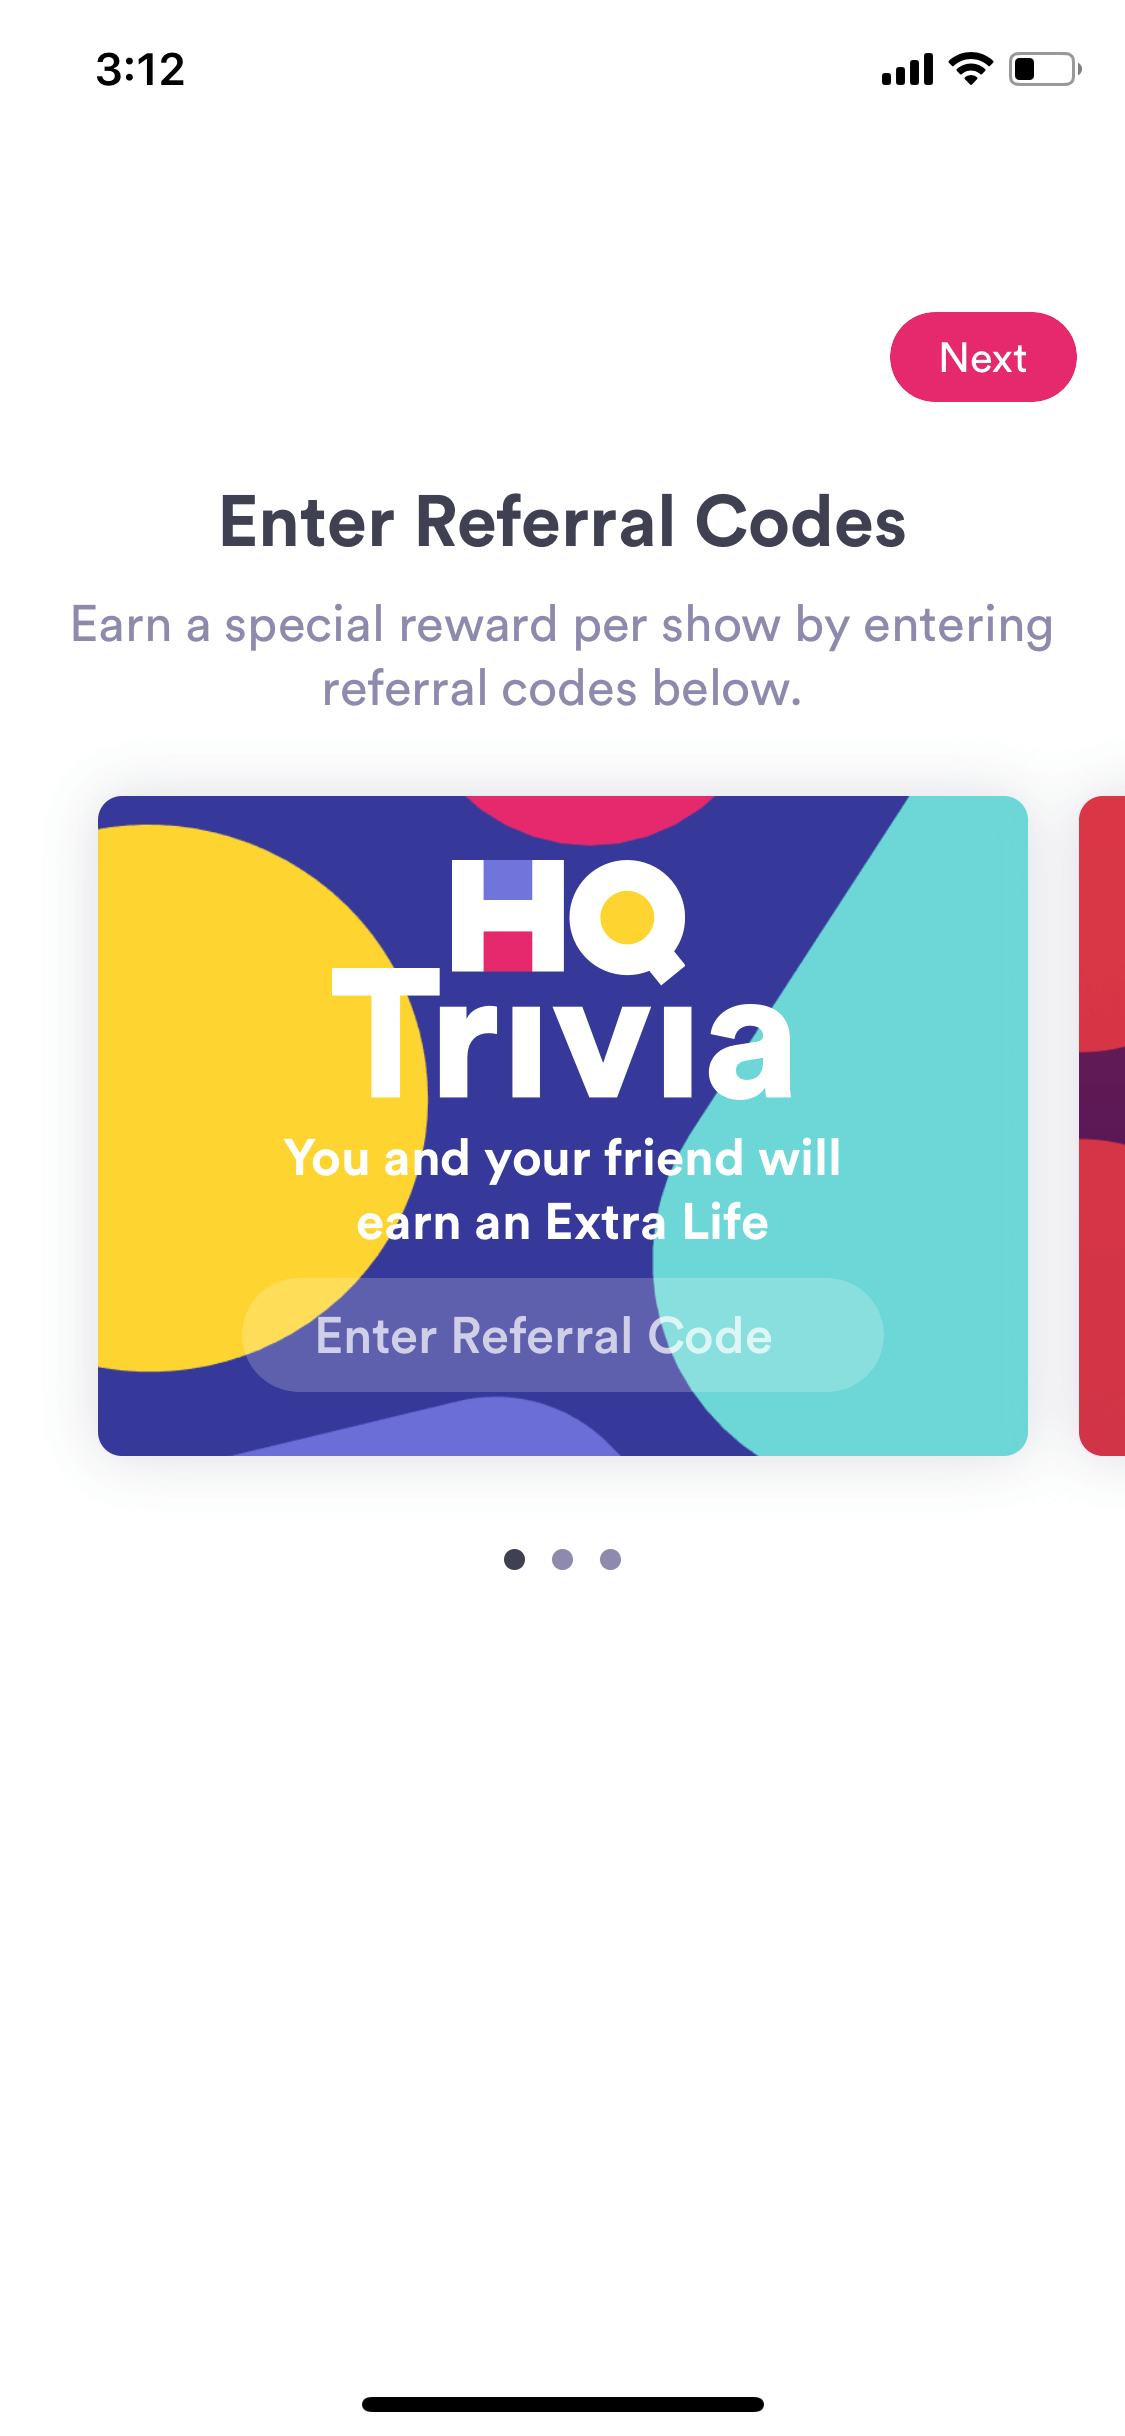 3:12
Next
Enter Referral Codes
Earn a special reward per show by entering
referral codes below.
HQ
Trivia
You and your friend will
earn an Extra Life
Enter Referral Code